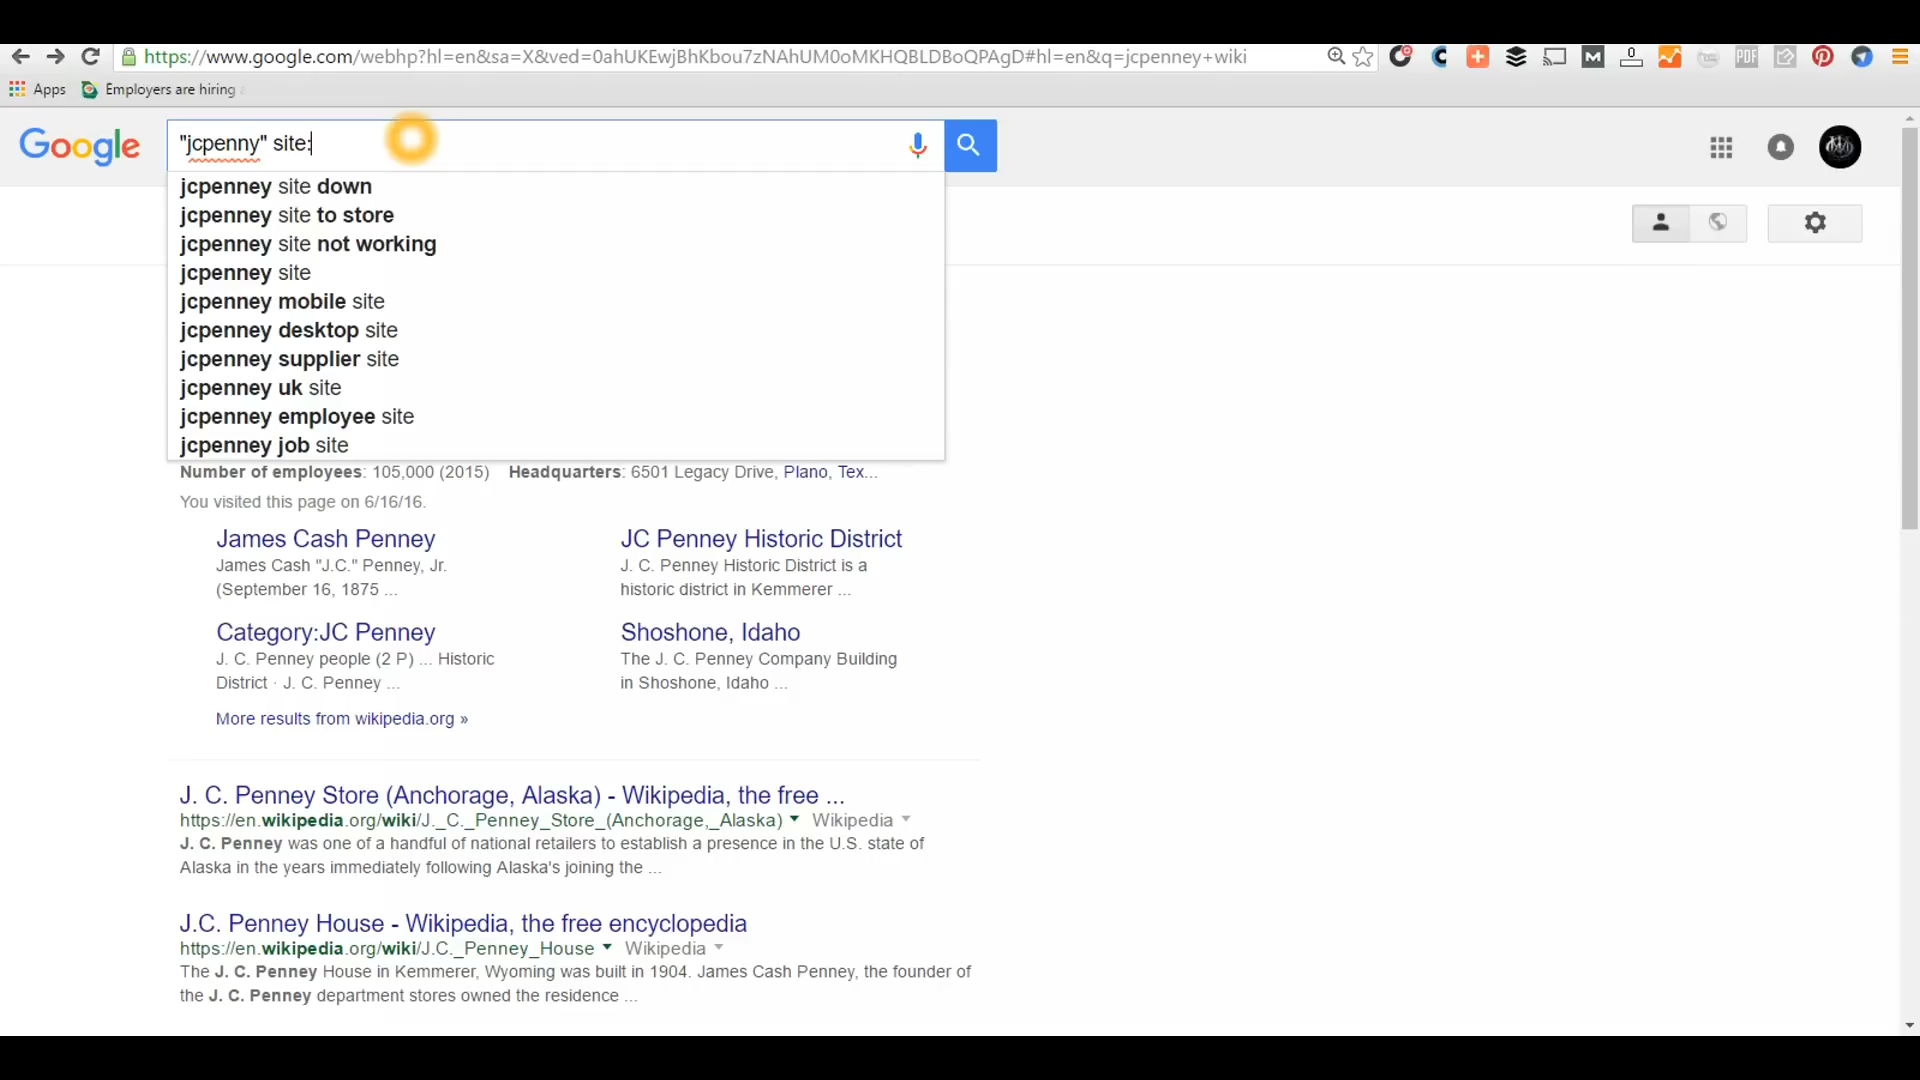 https://www.google.com/webhp?hl=en&sa=X&ved=0ahUKEwjBhKbou7zNAhUM0oMKHQBLDBoQPAgD#hl=en&q=jcpenney+wiki
Apps Employers are hiring
Google "jcpenny" site:
jcpenney site down
jcpenney site to store
jcpenney site not working
jcpenney site
jcpenney mobile site
jcpenney desktop site
jcpenney supplier site
jcpenney uk site
jcpenney employee site
jcpenney job site
Number of employees: 105,000 (2015) Headquarters: 6501 Legacy Drive, Plano, Tex...
You visited this page on 6/16/16.
James Cash Penney
James Cash "J.C." Penney, Jr.
(September 16, 1875 ...
JC Penney Historic District
J. C. Penney Historic District is a
historic district in Kemmerer ...
Category:JC Penney
J. C. Penney people (2 P) ... Historic
District · J. C. Penney ...
Shoshone, Idaho
The J. C. Penney Company Building
in Shoshone, Idaho ...
More results from wikipedia.org »
J. C. Penney Store (Anchorage, Alaska) - Wikipedia, the free ...
https://en.wikipedia.org/wiki/J._C._Penney_Store_(Anchorage,_Alaska) Wikipedia
J. C. Penney was one of a handful of national retailers to establish a presence in the U.S. state of
Alaska in the years immediately following Alaska's joining the ...
J.C. Penney House - Wikipedia, the free encyclopedia
https://en.wikipedia.org/wiki/J.C._Penney_House Wikipedia
The J. C. Penney House in Kemmerer, Wyoming was built in 1904. James Cash Penney, the founder of
the J. C. Penney department stores owned the residence ...